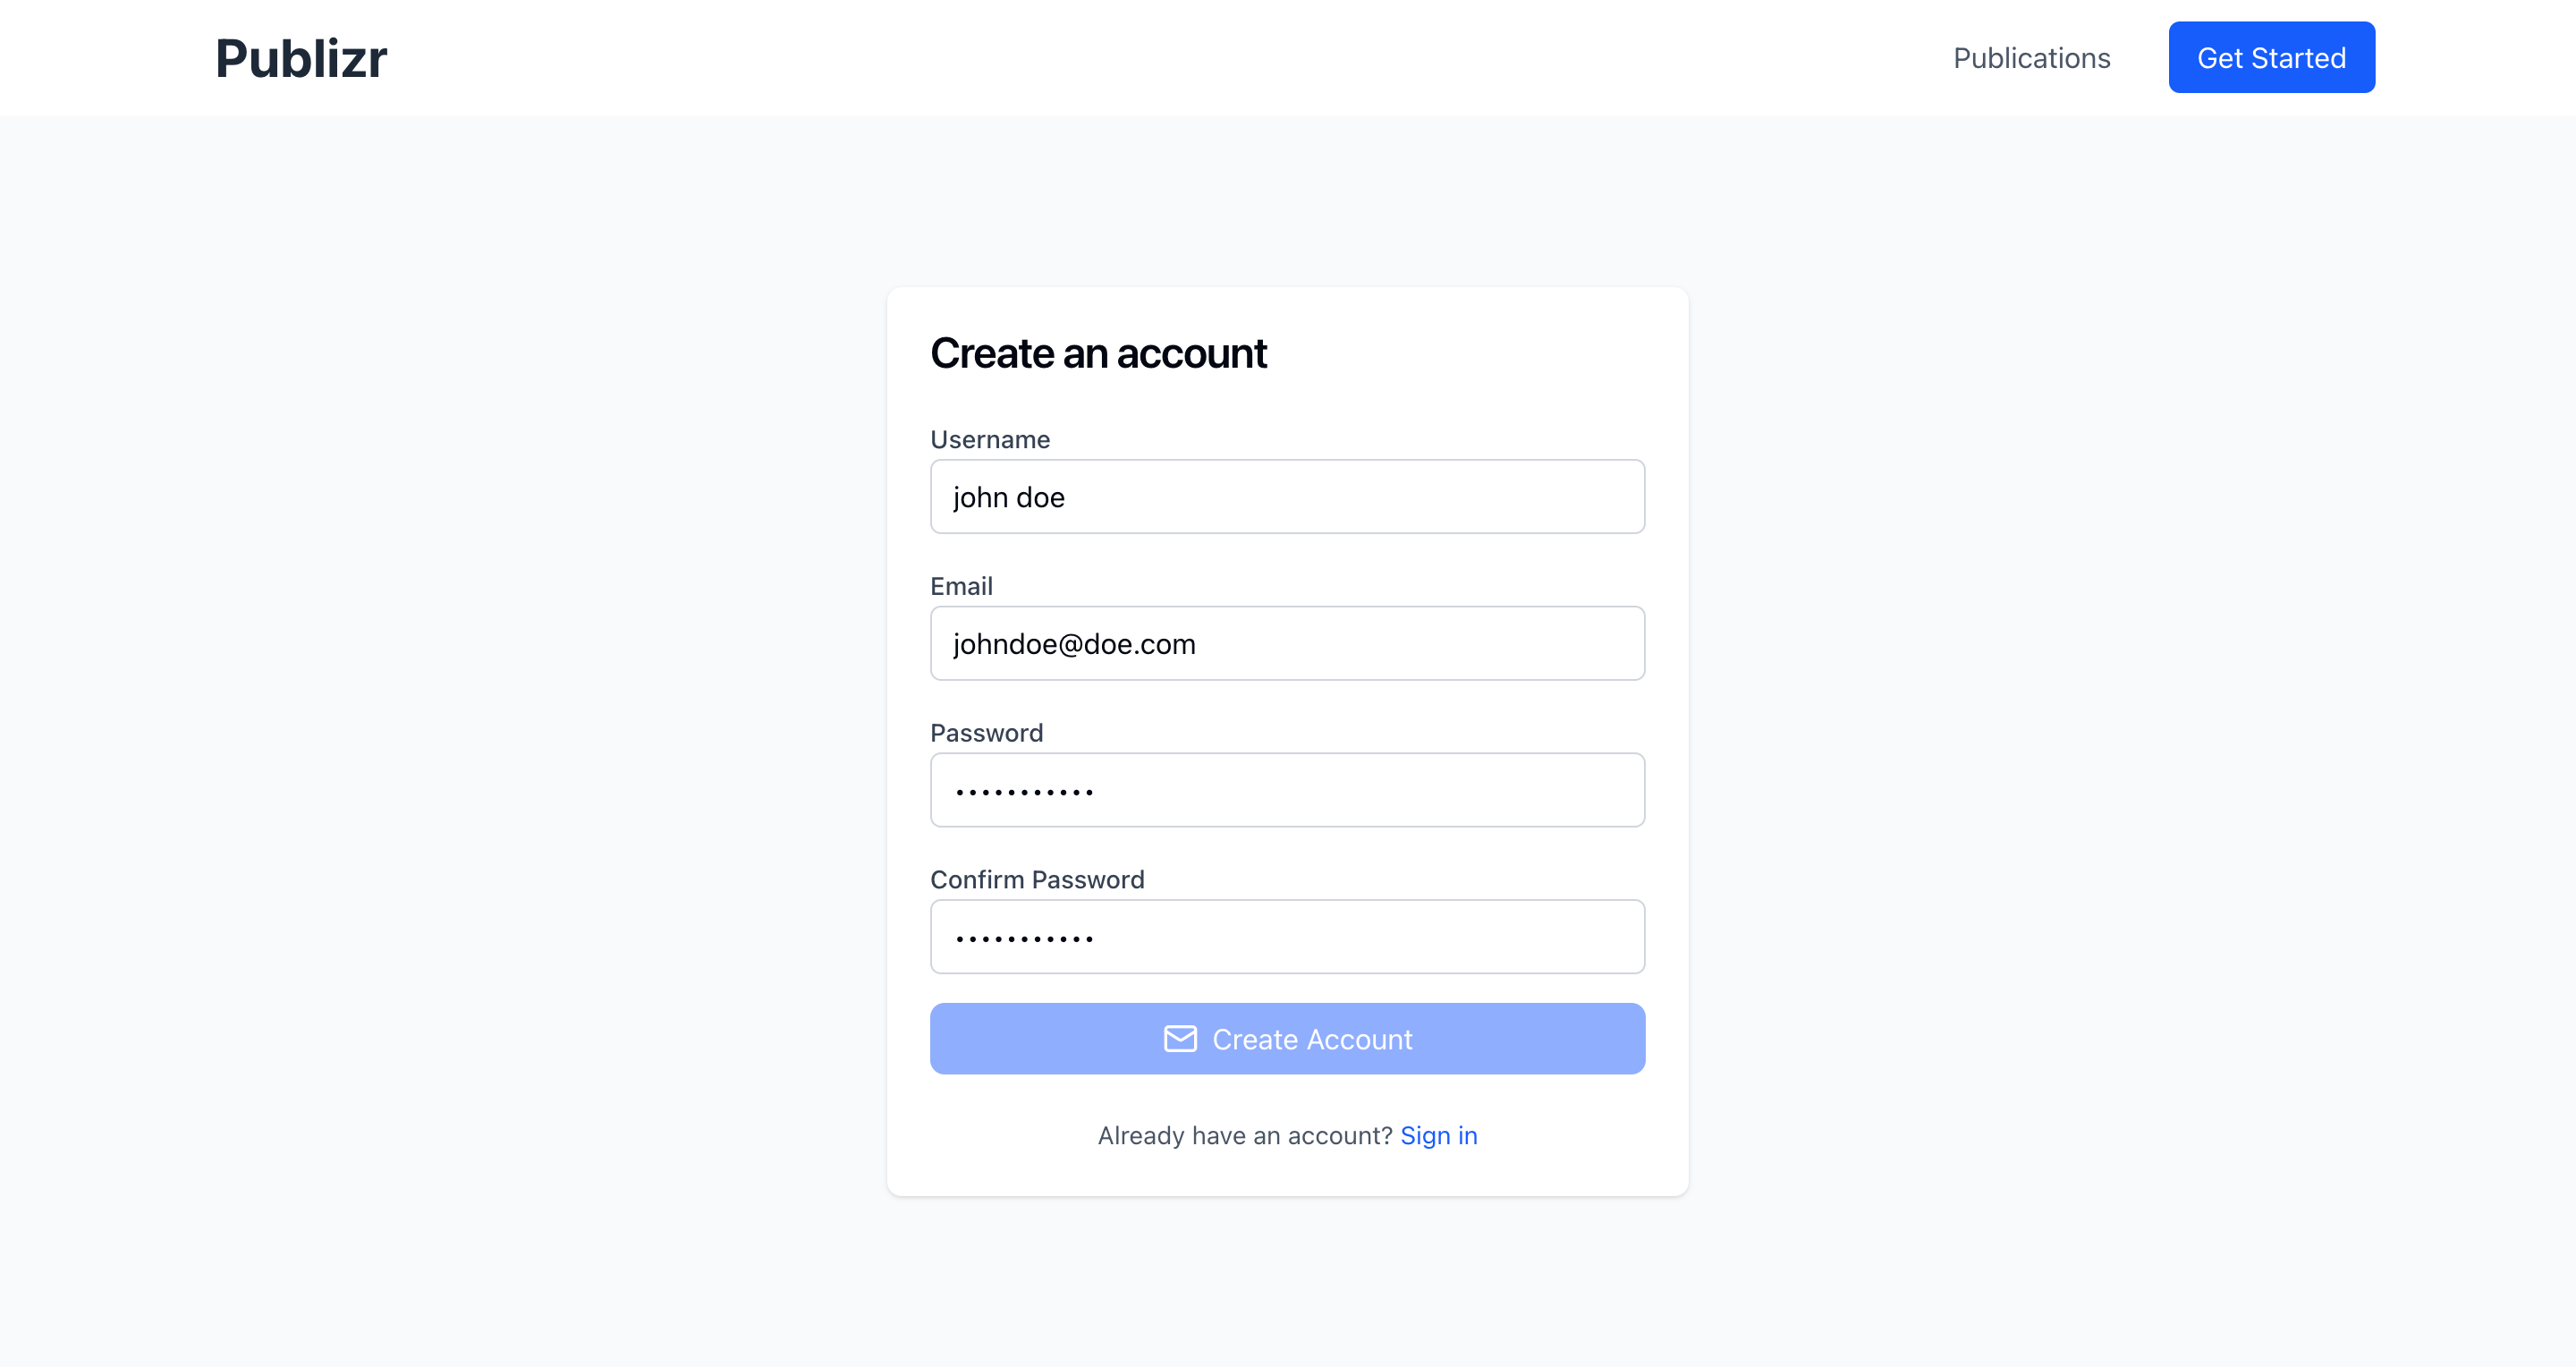 Publizr
Publications
Get Started
Create an account
Username
john doe
Email
johndoe@doe.com
Password
•••••••••••
Confirm Password
•••••••••••
Create Account
Already have an account? Sign in